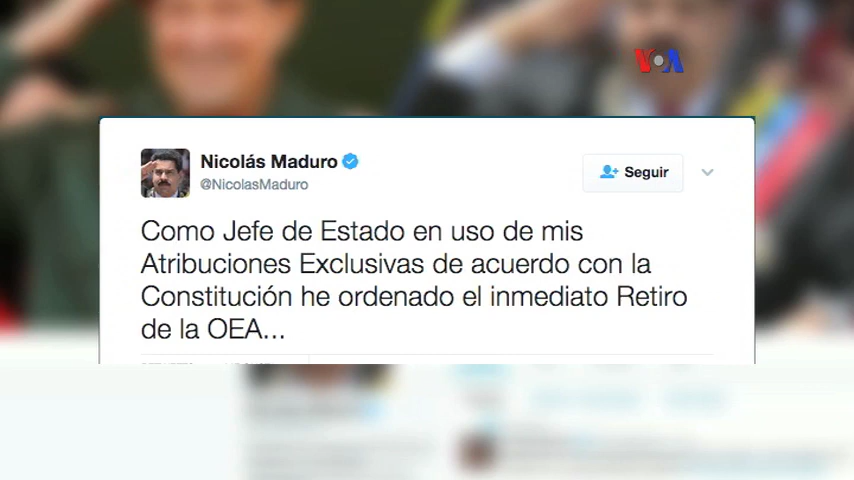 VOA
Nicolás Maduro
@NicolasMaduro
Seguir
Como Jefe de Estado en uso de mis
Atribuciones Exclusivas de acuerdo con la
Constitución he ordenado el inmediato Retiro
de la OEA...